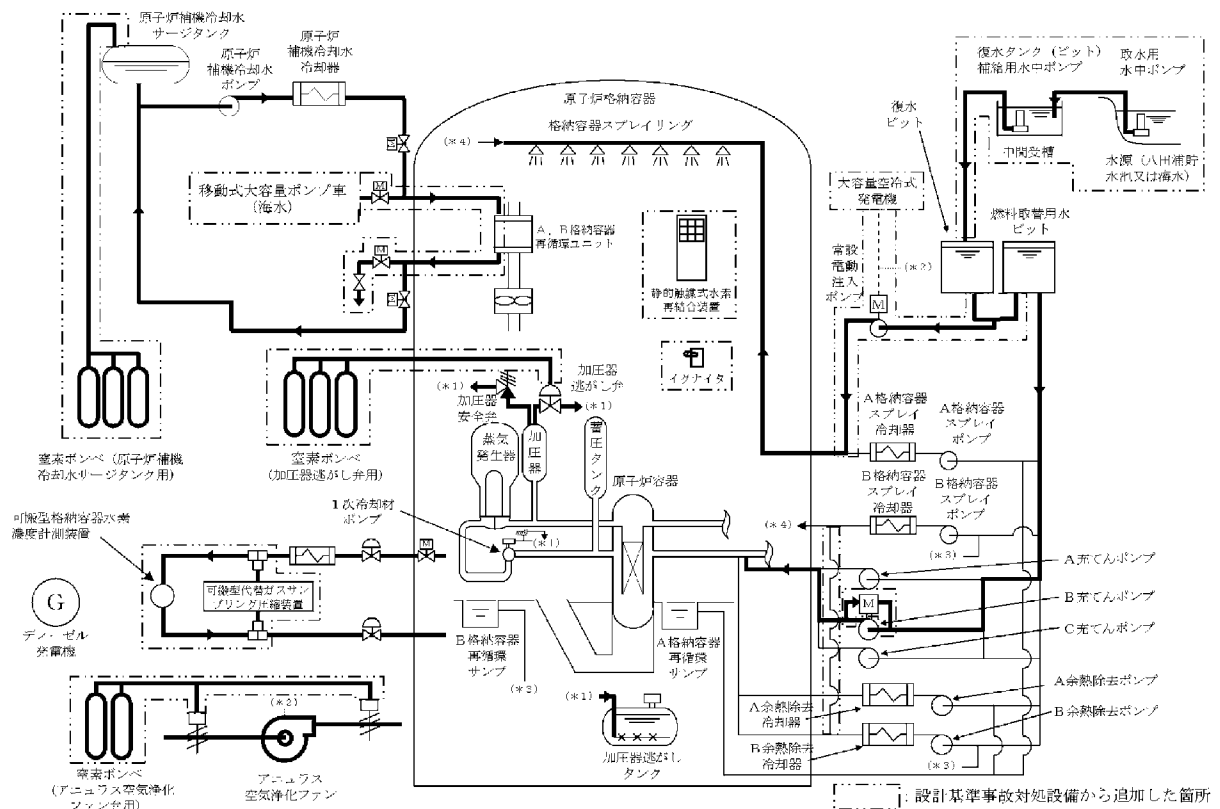 原子炉補機冷却水
サージタンク
原子炉
補機冷却水
ポンプ
原子炉
補機冷却水
冷却器
移動式大容量ポンプ車
(海水)
窒素ボンベ（原子炉補機
冷却水サージタンク用）
原子炉格納容器
格納容器スプレイリング
(＊4)
M
M
M
M
A，B格納容器
再循環ユニット
静的触媒式水素
再結合装置
イグナイタ
復水タンク（ピット）
補給用水中ポンプ
取水用
水中ポンプ
復水
ピット
中間受槽
水源（八田浦貯
水池又は海水）
大容量空冷式
発電機
燃料取替用水
ピット
常設
電動
注入
ポンプ
(＊2)
M
窒素ボンベ
(加圧器逃がし弁用)
(＊1)
加圧器
安全弁
加圧器
逃がし弁
(＊1)
蒸気
発生器
加圧器
蓄圧タンク
原子炉容器
1次冷却材
ポンプ
(＊1)
A格納容器
スプレイ
冷却器
A格納容器
スプレイ
ポンプ
B格納容器
スプレイ
冷却器
B格納容器
スプレイ
ポンプ
(＊4)
(＊3)
可搬型格納容器水素
濃度計測装置
M
可搬型代替ガスサン
プリング圧縮装置
G
ディーゼル
発電機
B格納容器
再循環
サンプ
(＊3)
A格納容器
再循環
サンプ
A充てんポンプ
M
B充てんポンプ
C充てんポンプ
A余熱除去
冷却器
A余熱除去ポンプ
B余熱除去ポンプ
B余熱除去
冷却器
(＊3)
(＊1)
加圧器逃がし
タンク
(＊2)
窒素ボンベ
(アニュラス空気浄化
ファン弁用)
アニュラス
空気浄化ファン
：設計基準事故対処設備から追加した箇所